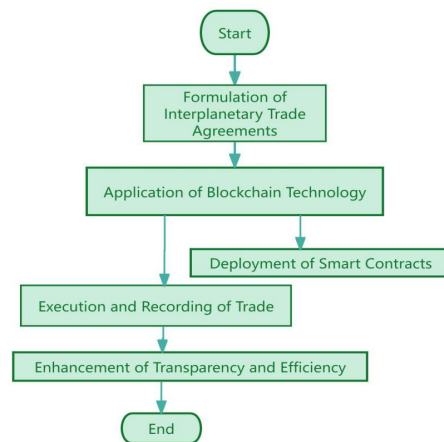 Start
Formulation of
Interplanetary Trade
Agreements
Application of Blockchain Technology
Deployment of Smart Contracts
Execution and Recording of Trade
Enhancement of Transparency and Efficiency
End